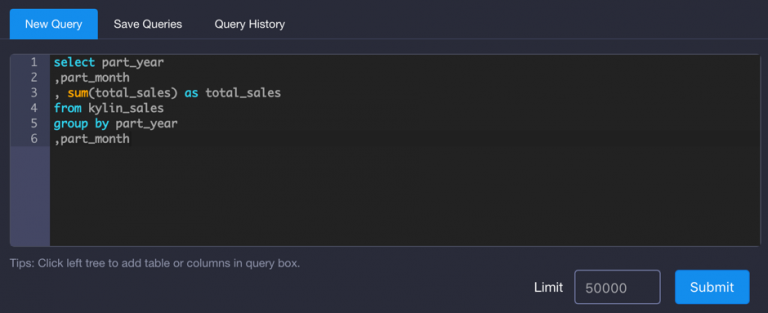 New Query Save Queries Query History
1 select part_year
2 ,part_month
3 , sum(total_sales) as total_sales
4 from kylin_sales
5 group by part_year
6 ,part_month
Tips: Click left tree to add table or columns in query box.
Limit 50000 Submit